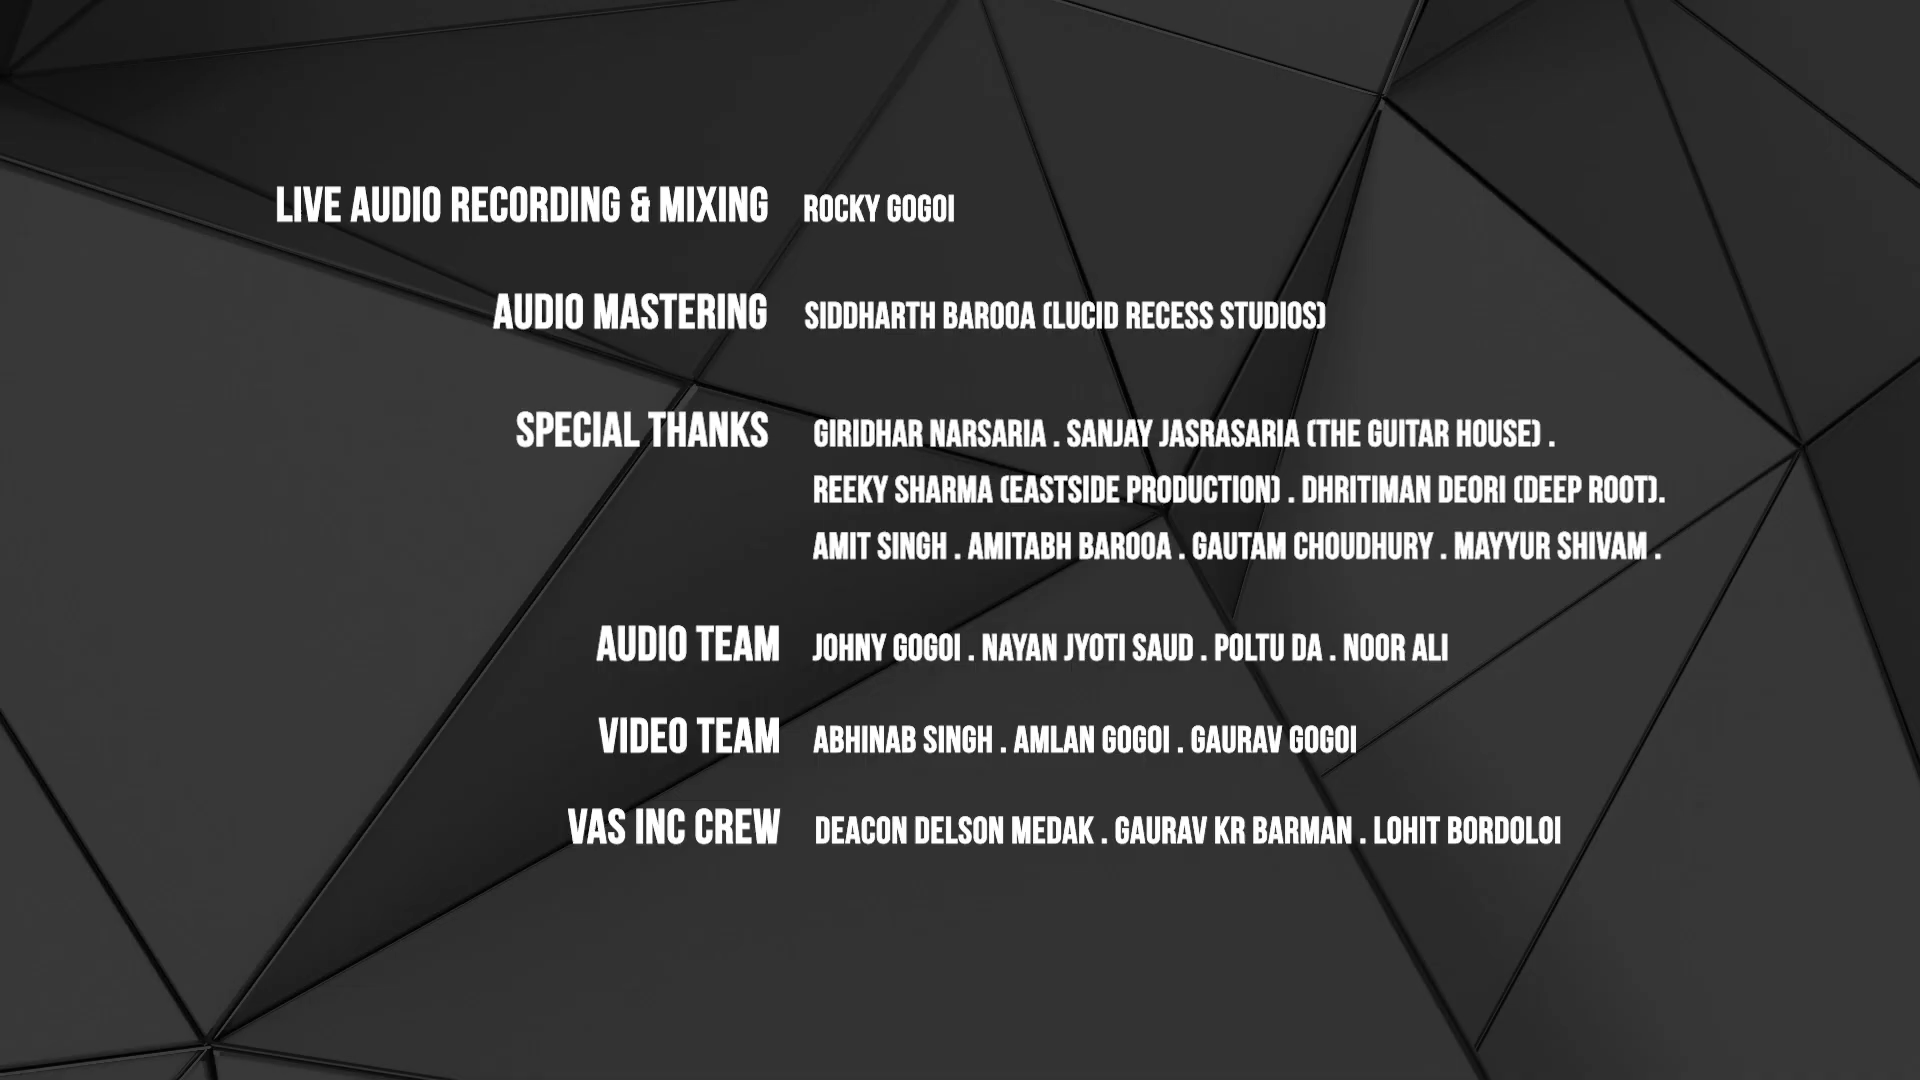 LIVE AUDIO RECORDING & MIXING ROCKY GOGOI
AUDIO MASTERING SIDDHARTH BAROOA (LUCID RECESS STUDIOS)
SPECIAL THANKS GIRIDHAR NARSARIA . SANJAY JASRASARIA (THE GUITAR HOUSE) .
REEKY SHARMA (EASTSIDE PRODUCTION) . DHRITIMAN DEORI (DEEP ROOT).
AMIT SINGH . AMITABH BAROOA . GAUTAM CHOUDHURY . MAYYUR SHIVAM .
AUDIO TEAM JOHNY GOGOI . NAYAN JYOTI SAUD . POLTU DA . NOOR ALI
VIDEO TEAM ABHINAB SINGH . AMLAN GOGOI . GAURAV GOGOI
VAS INC CREW DEACON DELSON MEDAK . GAURAV KR BARMAN . LOHIT BORDOLOI